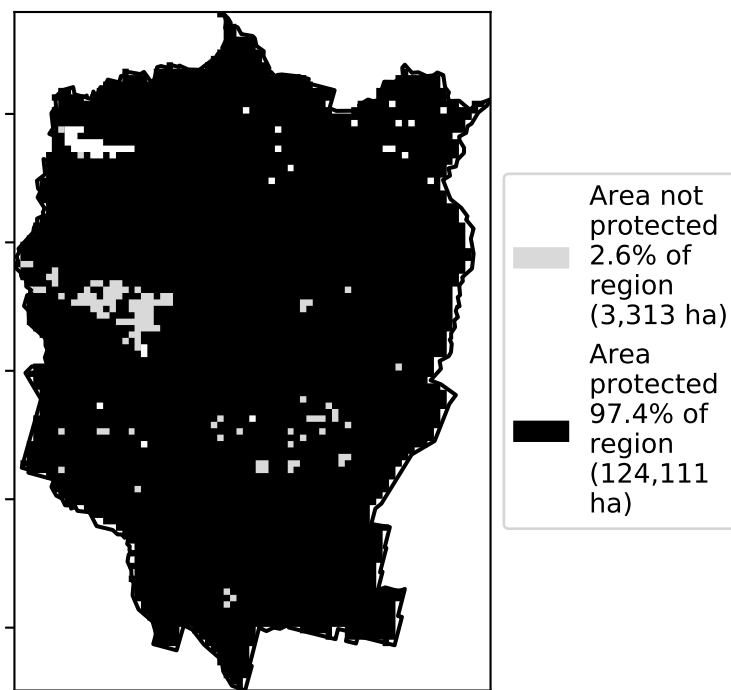 Area not
protected
2.6% of
region
(3,313 ha)
Area
protected
97.4% of
region
(124,111
ha)